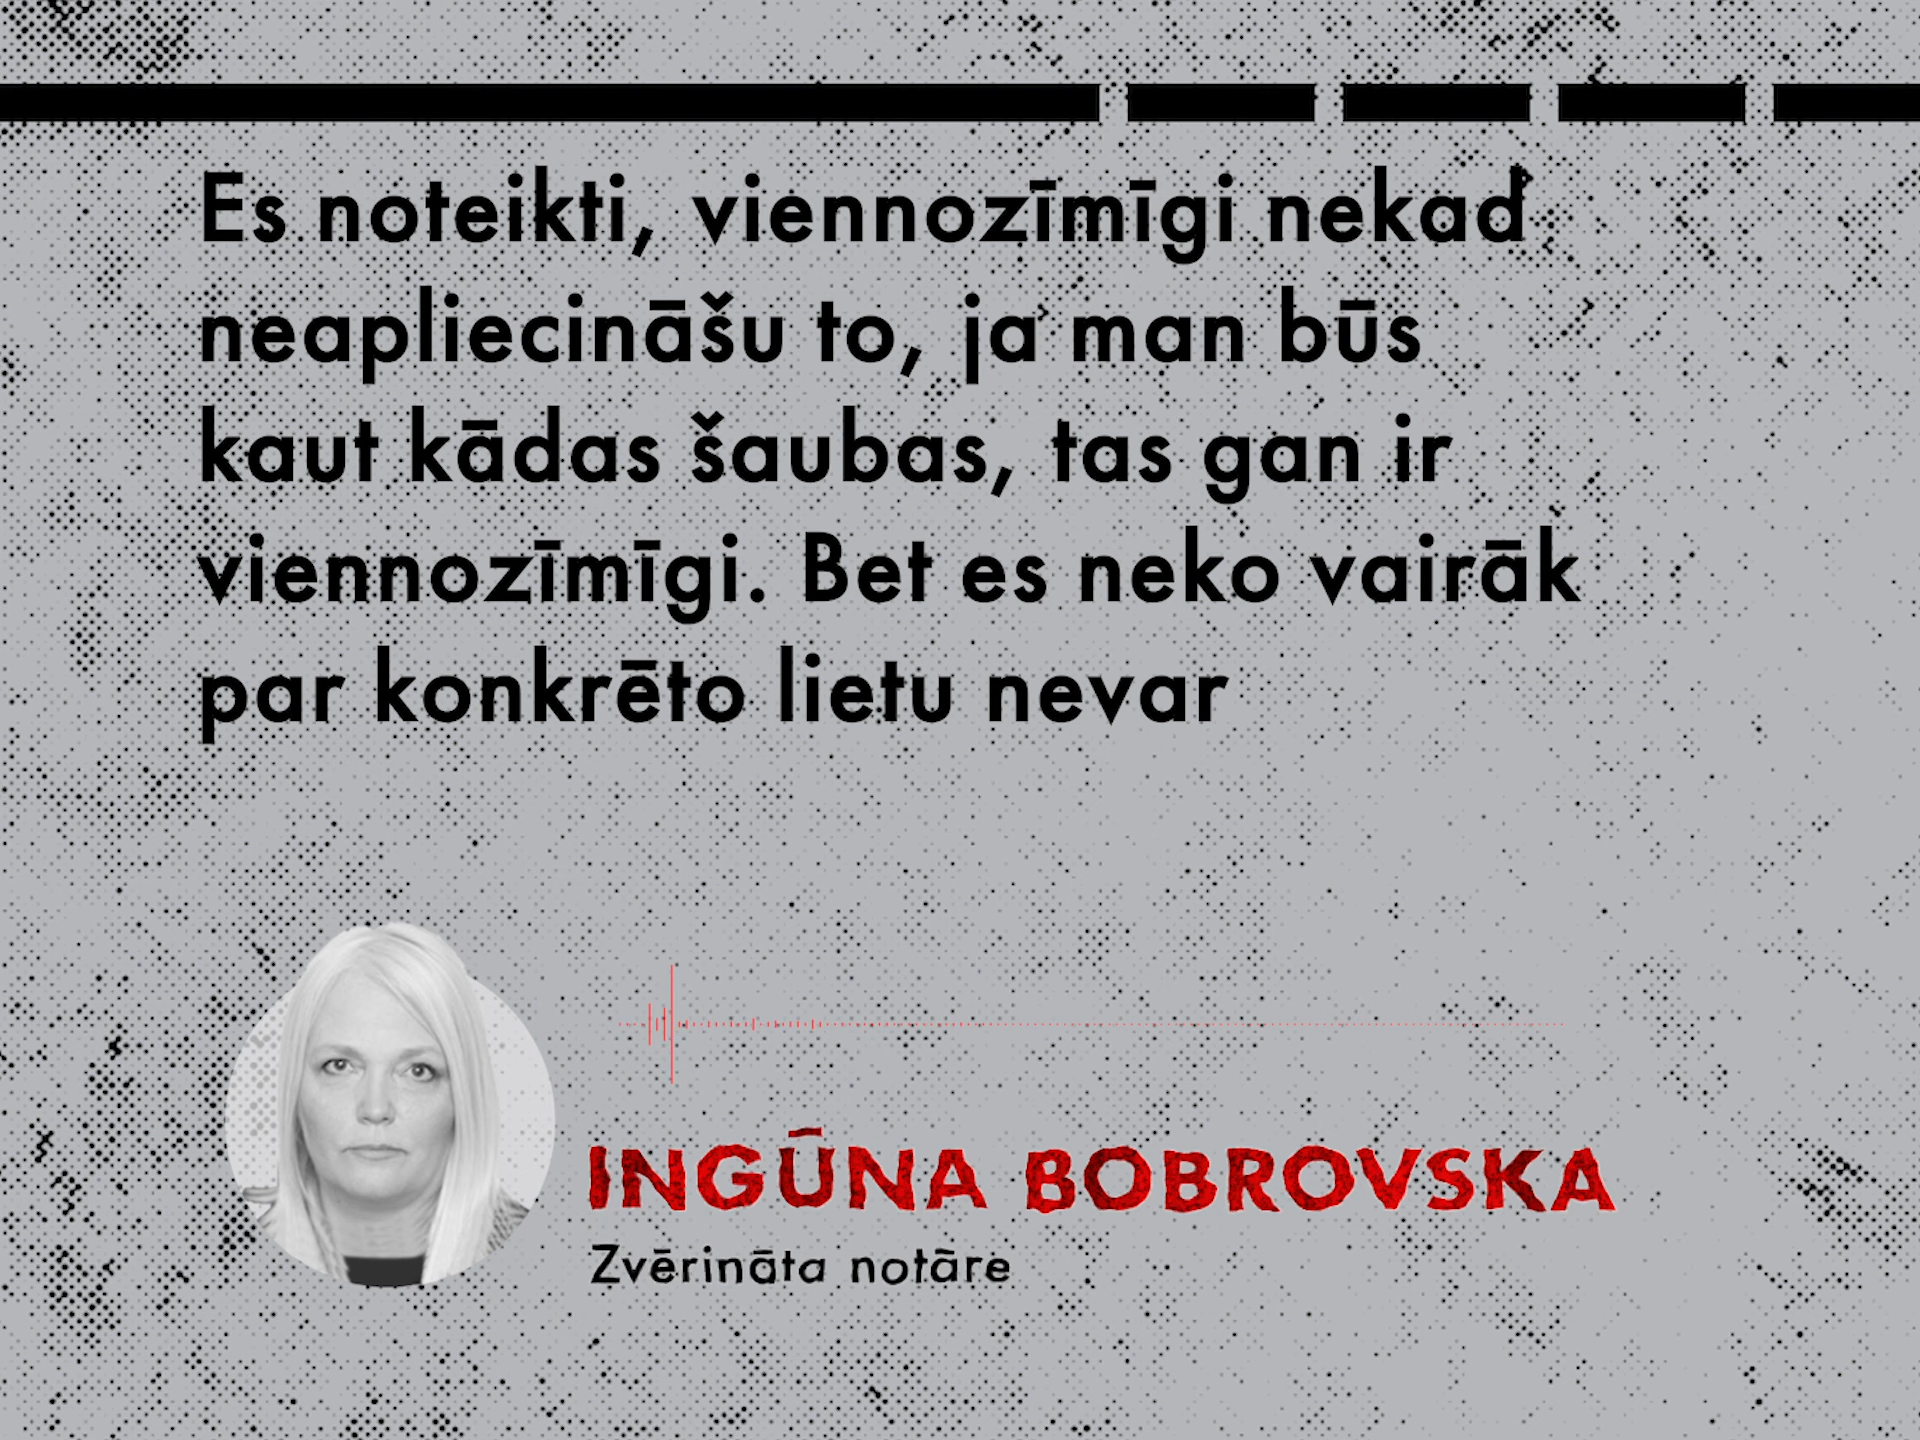 Es noteikti, viennozīmīgi nekad
neapliecināšu to, ja man būs
kaut kādas šaubas, tas gan ir
viennozīmīgi. Bet es neko vairāk
par konkrēto lietu nevar
INGŪNA BOBROVSKA
Zvērināta notāre